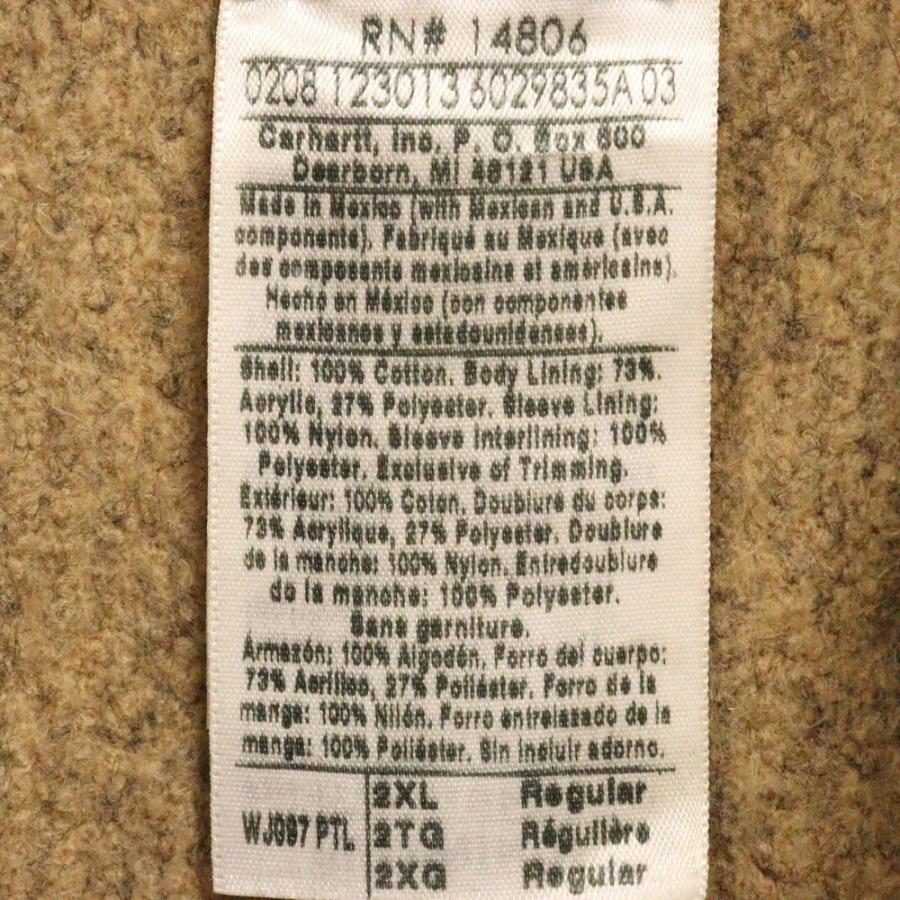 RN# 14806
0208 123013 6029835A 03
Carhartt, Inc. P. O. Box 600
Dearborn, MI 48121 USA
Made in Mexico (with Mexican and U.S.A.
components). Fabriqué au Mexique (avec
des composants mexicains et américains).
Hecho en México (con componentes
mexicanos y estadounidenses).
Shell: 100% Cotton. Body Lining: 73%.
Acrylic, 27% Polyester. Sleeve Lining:
100% Nylon. Sleeve Interlining: 100%
Polyester. Exclusive of Trimming.
Extérieur: 100% Coton. Doublure du corps:
73% Acrylique, 27% Polyester. Doublure
de la manche: 100% Nylon. Entredoublure
de la manche: 100% Polyester.
Sans garniture.
Armazón: 100% Algodón. Forro del cuerpo:
73% Acrílico, 27% Poliéster. Forro de la
manga: 100% Nilón. Forro entrelazado de la
manga: 100% Poliéster. Sin incluir adorno.
WJ097 PTL
2XL Regular
2TG Régulière
2XG Regular